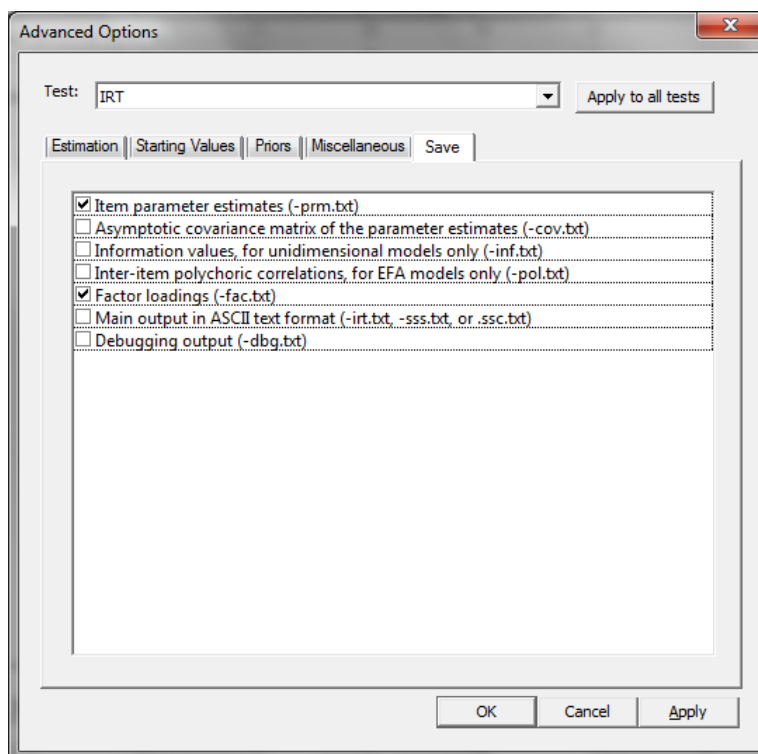 Advanced Options
X
Test: IRT Apply to all tests
Estimation Starting Values Priors Miscellaneous Save
Item parameter estimates (-prm.txt)
Asymptotic covariance matrix of the parameter estimates (-cov.txt)
Information values, for unidimensional models only (-inf.txt)
Inter-item polychoric correlations, for EFA models only (-pol.txt)
Factor loadings (-fac.txt)
Main output in ASCII text format (-irt.txt, -sss.txt, or .ssc.txt)
Debugging output (-dbg.txt)
OK Cancel Apply